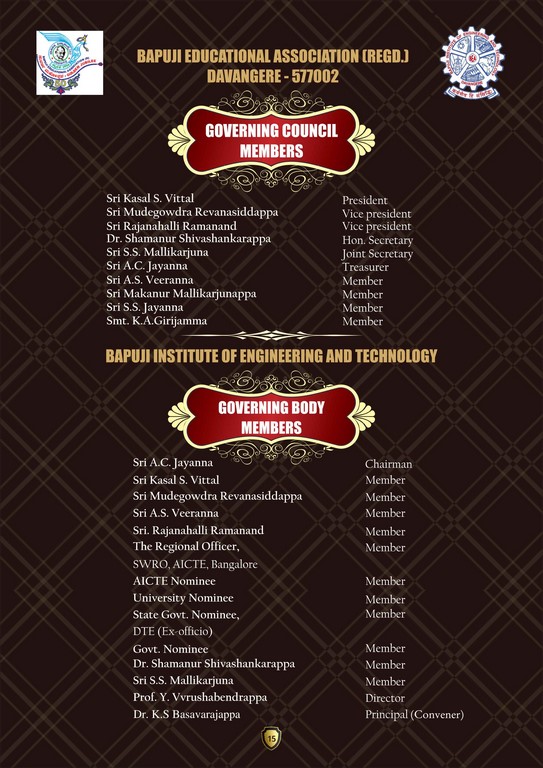 BAPUJI EDUCATIONAL ASSOCIATION (REGD.)
DAVANGERE - 577002
GOVERNING COUNCIL
MEMBERS
Sri Kasal S. Vittal President
Sri Mudegowdra Revanasiddappa Vice president
Sri Rajanahalli Ramanand Vice president
Dr. Shamanur Shivashankarappa Hon. Secretary
Sri S.S. Mallikarjuna Joint Secretary
Sri A.C. Jayanna Treasurer
Sri A.S. Veeranna Member
Sri Makanur Mallikarjunappa Member
Sri S.S. Jayanna Member
Smt. K.A.Girijamma Member
BAPUJI INSTITUTE OF ENGINEERING AND TECHNOLOGY
GOVERNING BODY
MEMBERS
Sri A.C. Jayanna Chairman
Sri Kasal S. Vittal Member
Sri Mudegowdra Revanasiddappa Member
Sri A.S. Veeranna Member
Sri. Rajanahalli Ramanand Member
The Regional Officer, Member
SWRO, AICTE, Bangalore
AICTE Nominee Member
University Nominee Member
State Govt. Nominee, Member
DTE (Ex-officio)
Govt. Nominee Member
Dr. Shamanur Shivashankarappa Member
Sri S.S. Mallikarjuna Member
Prof. Y. Vvrushabendrappa Director
Dr. K.S Basavarajappa Principal (Convener)
15